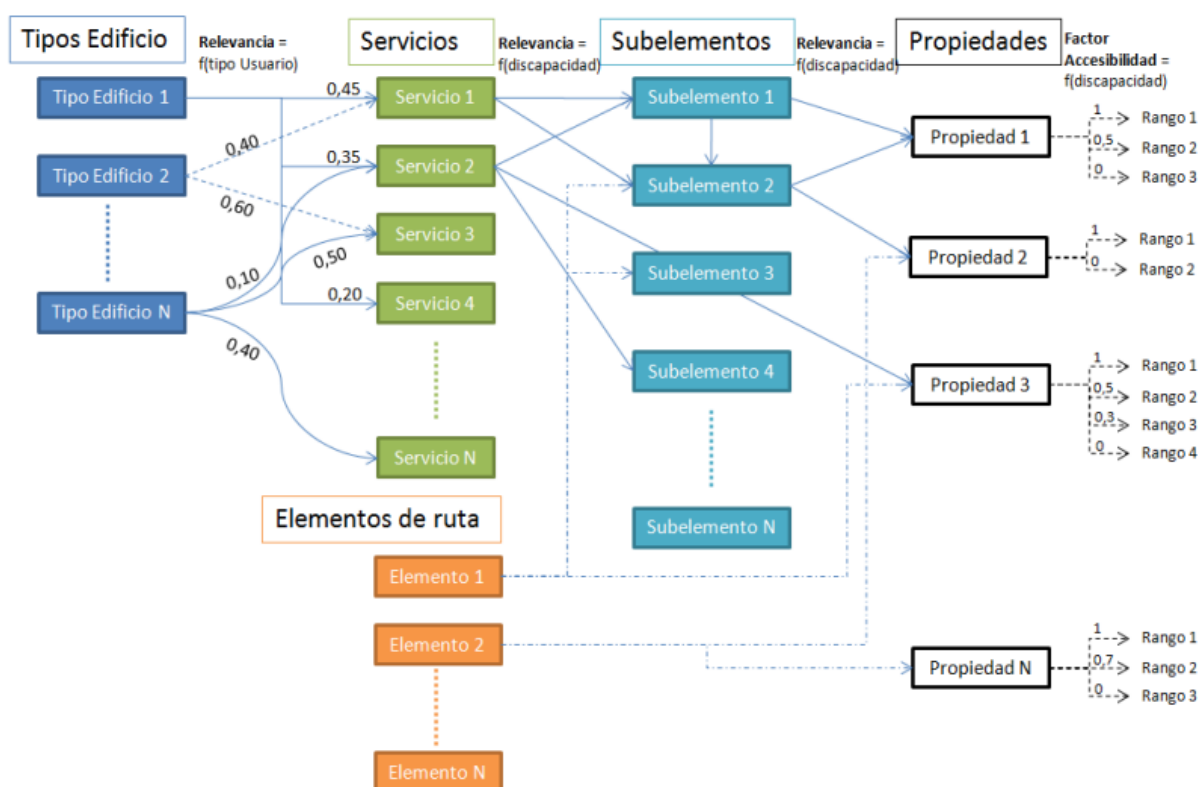 Tipos Edificio
Relevancia =
f(tipo Usuario)
Servicios
Relevancia =
f(discapacidad)
Subelementos
Relevancia =
f(discapacidad)
Propiedades
Factor
Accesibilidad =
f(discapacidad)
Tipo Edificio 1
Tipo Edificio 2
Tipo Edificio N
0,45
0,40
0,35
0,60
0,50
0,10
0,20
0,40
Servicio 1
Servicio 2
Servicio 3
Servicio 4
Servicio N
Subelemento 1
Subelemento 2
Subelemento 3
Subelemento 4
Subelemento N
Propiedad 1
1
Rango 1
0,5
Rango 2
0
Rango 3
Propiedad 2
1
Rango 1
0
Rango 2
Propiedad 3
1
Rango 1
0,5
Rango 2
0,3
Rango 3
0
Rango 4
Propiedad N
1
Rango 1
0,7
Rango 2
0
Rango 3
Elementos de ruta
Elemento 1
Elemento 2
Elemento N